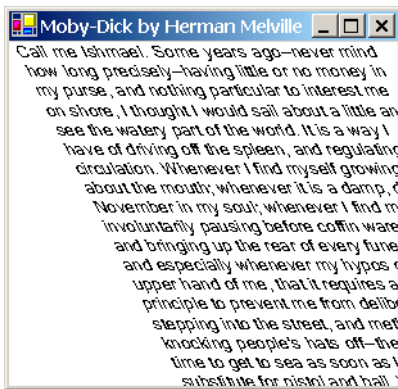 Moby-Dick by Herman Melville
Call me Ishmael. Some years ago—never mind
how long precisely—having little or no money in
my purse, and nothing particular to interest me
on shore, I thought I would sail about a little an
see the watery part of the world. It is a way I
have of driving off the spleen, and regulating
circulation. Whenever I find myself growing
about the mouth; whenever it is a damp, d
November in my soul; whenever I find m
involuntarily pausing before coffin ware
and bringing up the rear of every fune
and especially whenever my hypos
upper hand of me, that it requires a
principle to prevent me from delib
stepping into the street, and met
knocking people's hats off—the
time to get to sea as soon as I
substitute for pistol and ball.